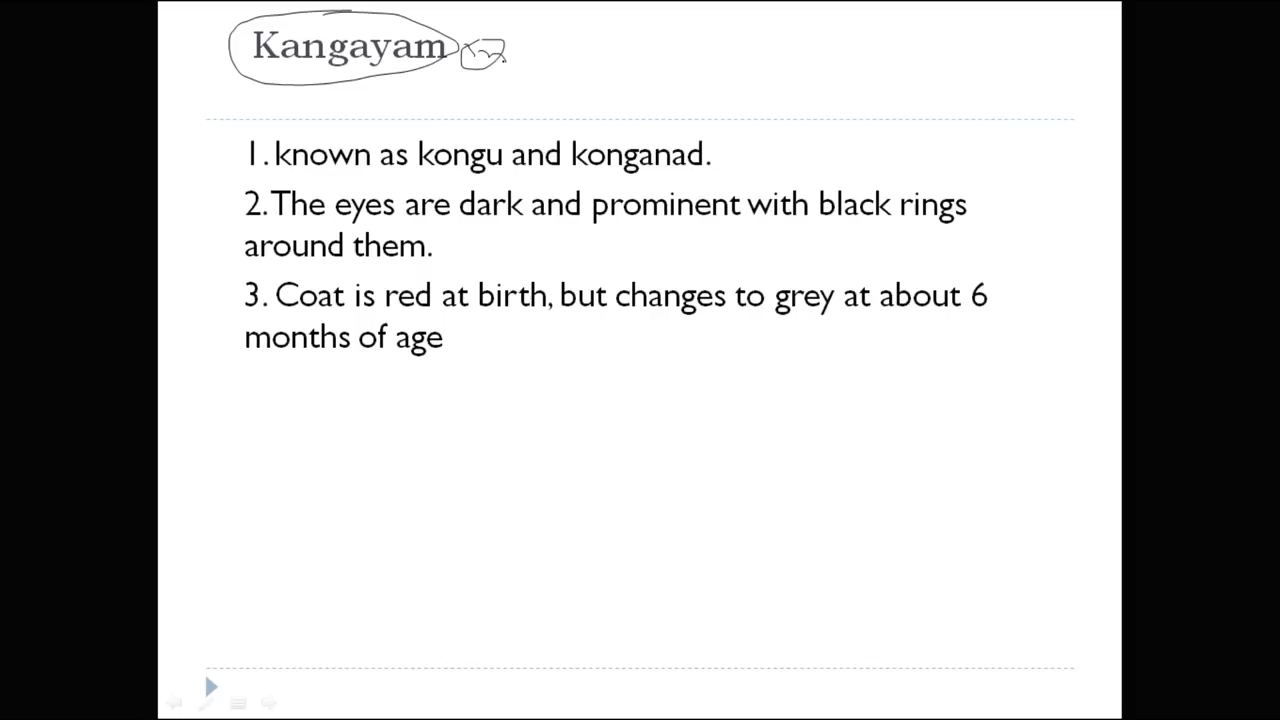 Kangayam
1. known as kongu and konganad.
2. The eyes are dark and prominent with black rings
around them.
3. Coat is red at birth, but changes to grey at about 6
months of age